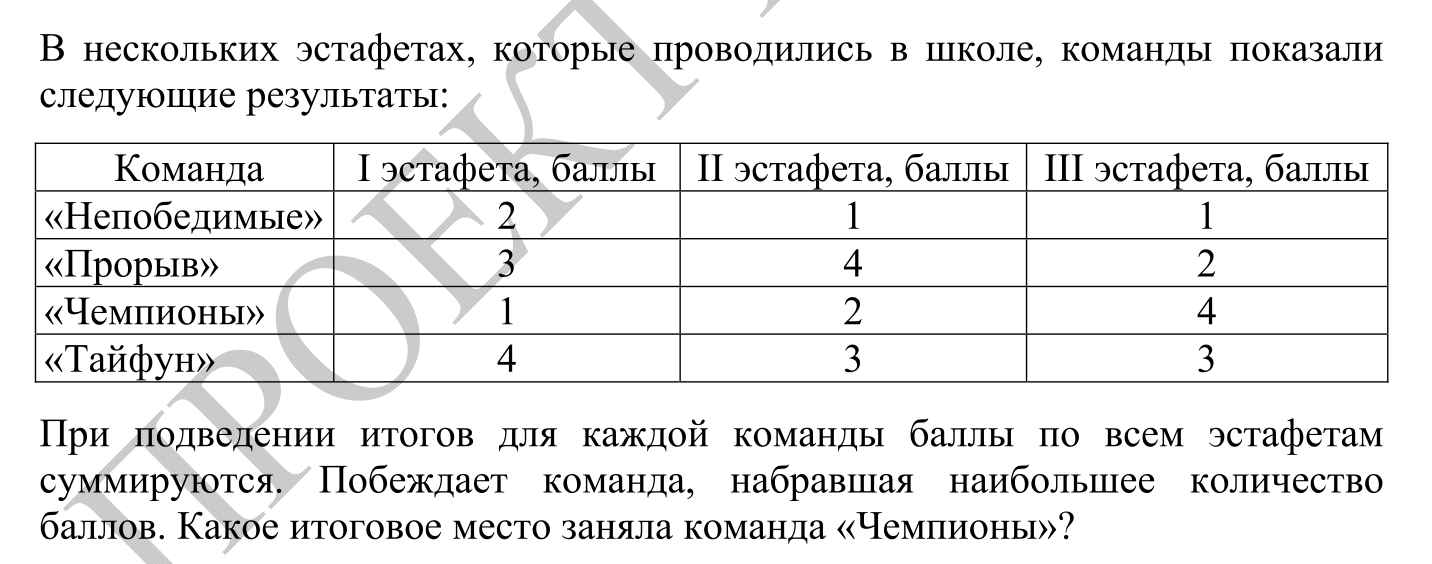 В нескольких эстафетах, которые проводились в школе, команды показали
следующие результаты:
Команда I эстафета, баллы II эстафета, баллы III эстафета, баллы
«Непобедимые» 2 1 1
«Прорыв» 3 4 2
«Чемпионы» 1 2 4
«Тайфун» 4 3 3
При подведении итогов для каждой команды баллы по всем эстафетам
суммируются. Побеждает команда, набравшая наибольшее количество
баллов. Какое итоговое место заняла команда «Чемпионы»?
ПРОЕКТ